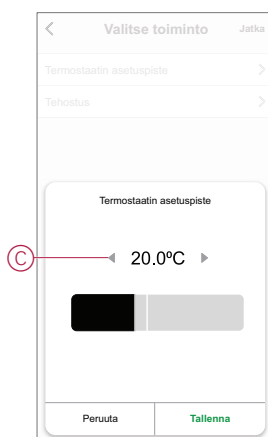 Valitse toiminto Jatka
Termostaatin asetuspiste
Tehostus
Termostaatin asetuspiste
C
20.0ºC
Peruuta Tallenna